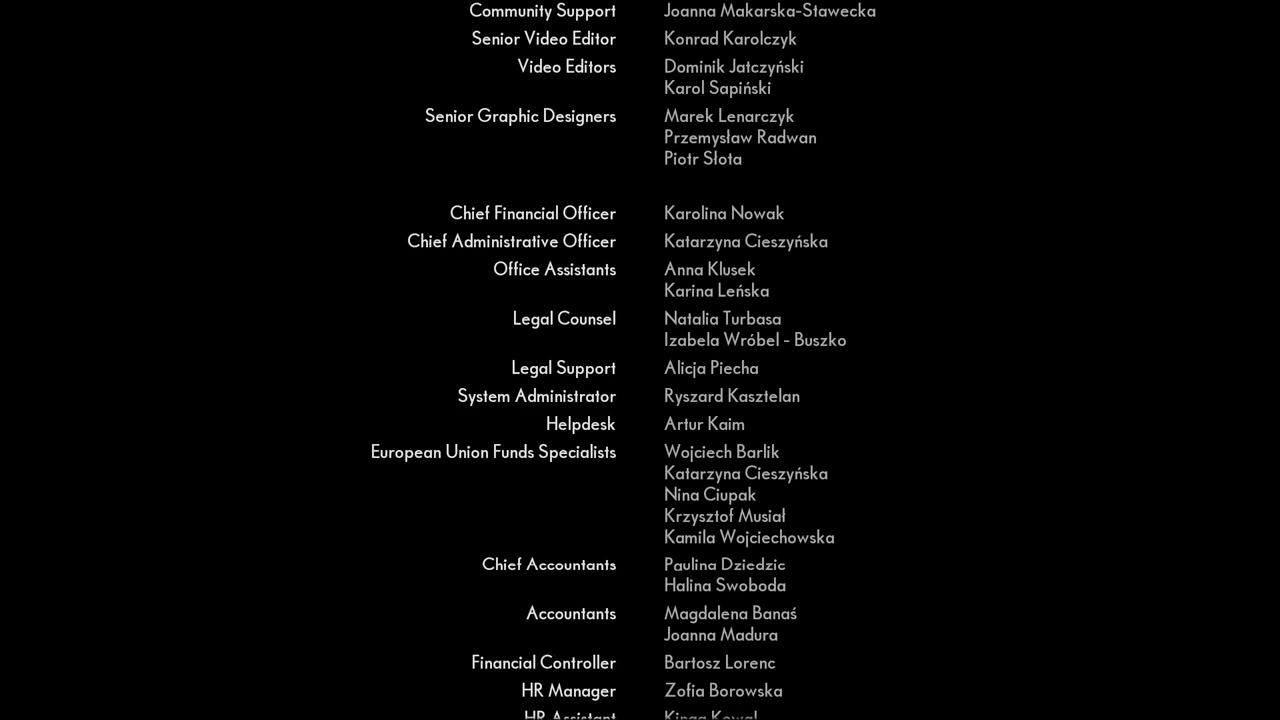 Community Support Joanna Makarska-Sławecka
Senior Video Editor Konrad Karolczyk
Video Editors Dominik Jatczyński
Karol Sapiński
Senior Graphic Designers Marek Lenarczyk
Przemysław Radwan
Piotr Słota
Chief Financial Officer Karolina Nowak
Chief Administrative Officer Katarzyna Cieszyńska
Office Assistants Anna Klusek
Karina Leńska
Legal Counsel Natalia Turbasa
Izabela Wróbel - Buszko
Legal Support Alicja Piecha
System Administrator Ryszard Kasztelan
Helpdesk Artur Kaim
European Union Funds Specialists Wojciech Barlik
Katarzyna Cieszyńska
Nina Ciupak
Krzysztof Musiał
Kamila Wojciechowska
Chief Accountants Paulina Dziedzic
Halina Swoboda
Accountants Magdalena Banaś
Joanna Madura
Financial Controller Bartosz Lorenc
HR Manager Zofia Borowska
HR Assistant Kinga Kowal